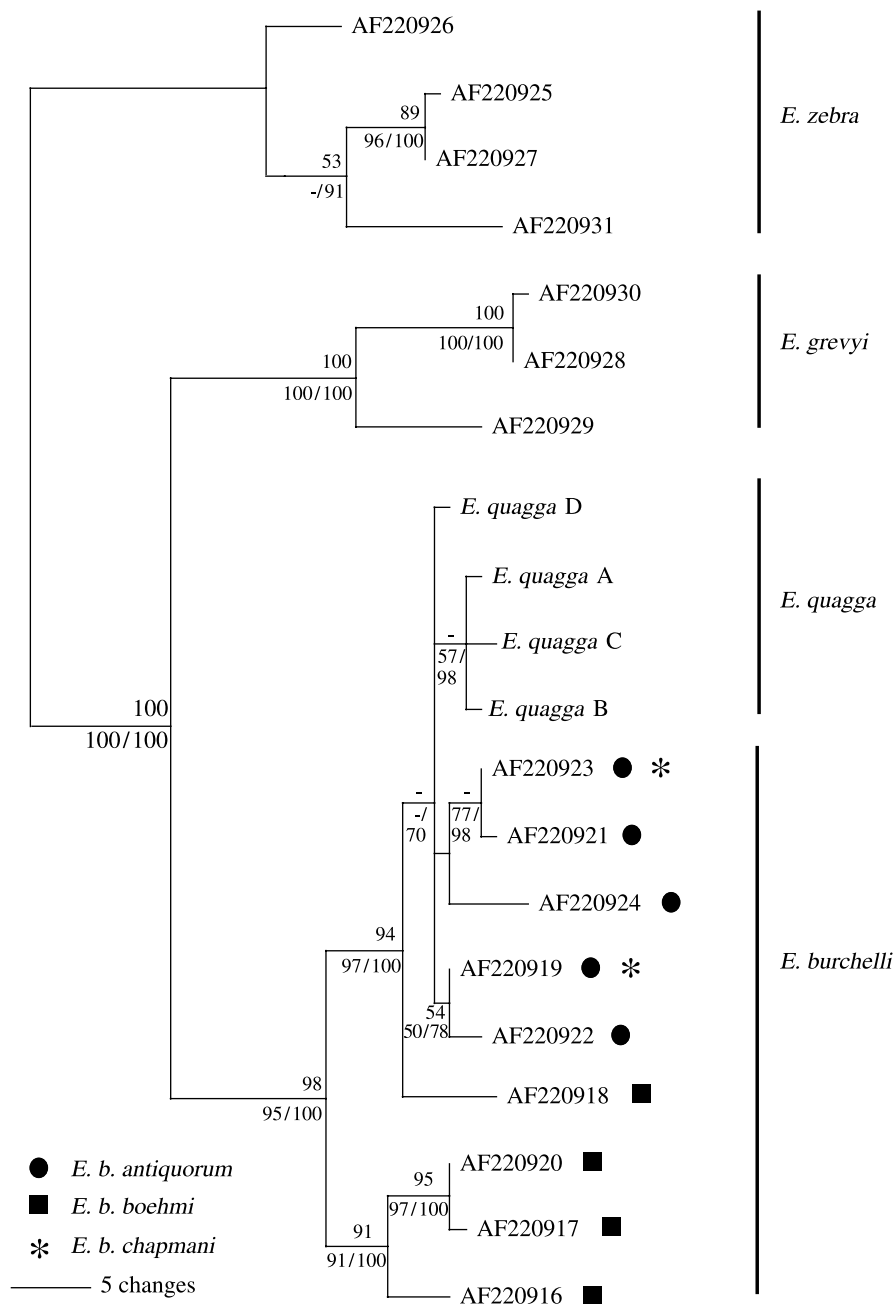 AF220926
AF220925
89
96/100
AF220927
E. zebra
53
-/91
AF220931
AF220930
100
100/100
AF220928
E. grevyi
100
100/100
AF220929
E. quagga D
E. quagga A
E. quagga
-
57/
98
E. quagga C
E. quagga B
100
100/100
AF220923 *
-
-/
70
-
77/
98
AF220921
AF220924
94
97/100
AF220919 *
E. burchelli
54
50/78
AF220922
98
95/100
AF220918
AF220920
95
97/100
AF220917
91
91/100
AF220916
E. b. antiquorum
E. b. boehmi
* E. b. chapmani
5 changes